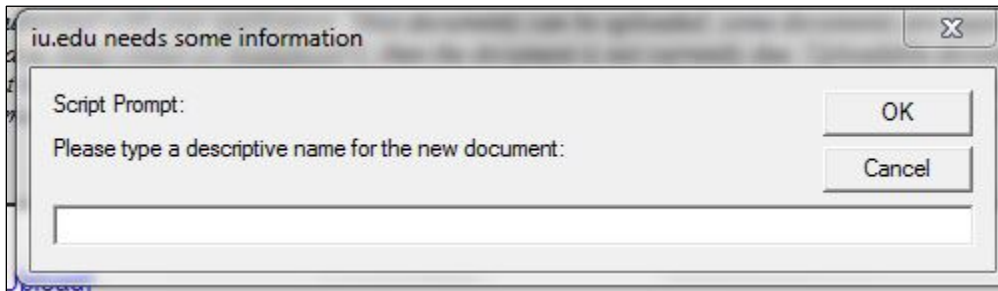 iu.edu needs some information
Script Prompt:
OK
Please type a descriptive name for the new document:
Cancel